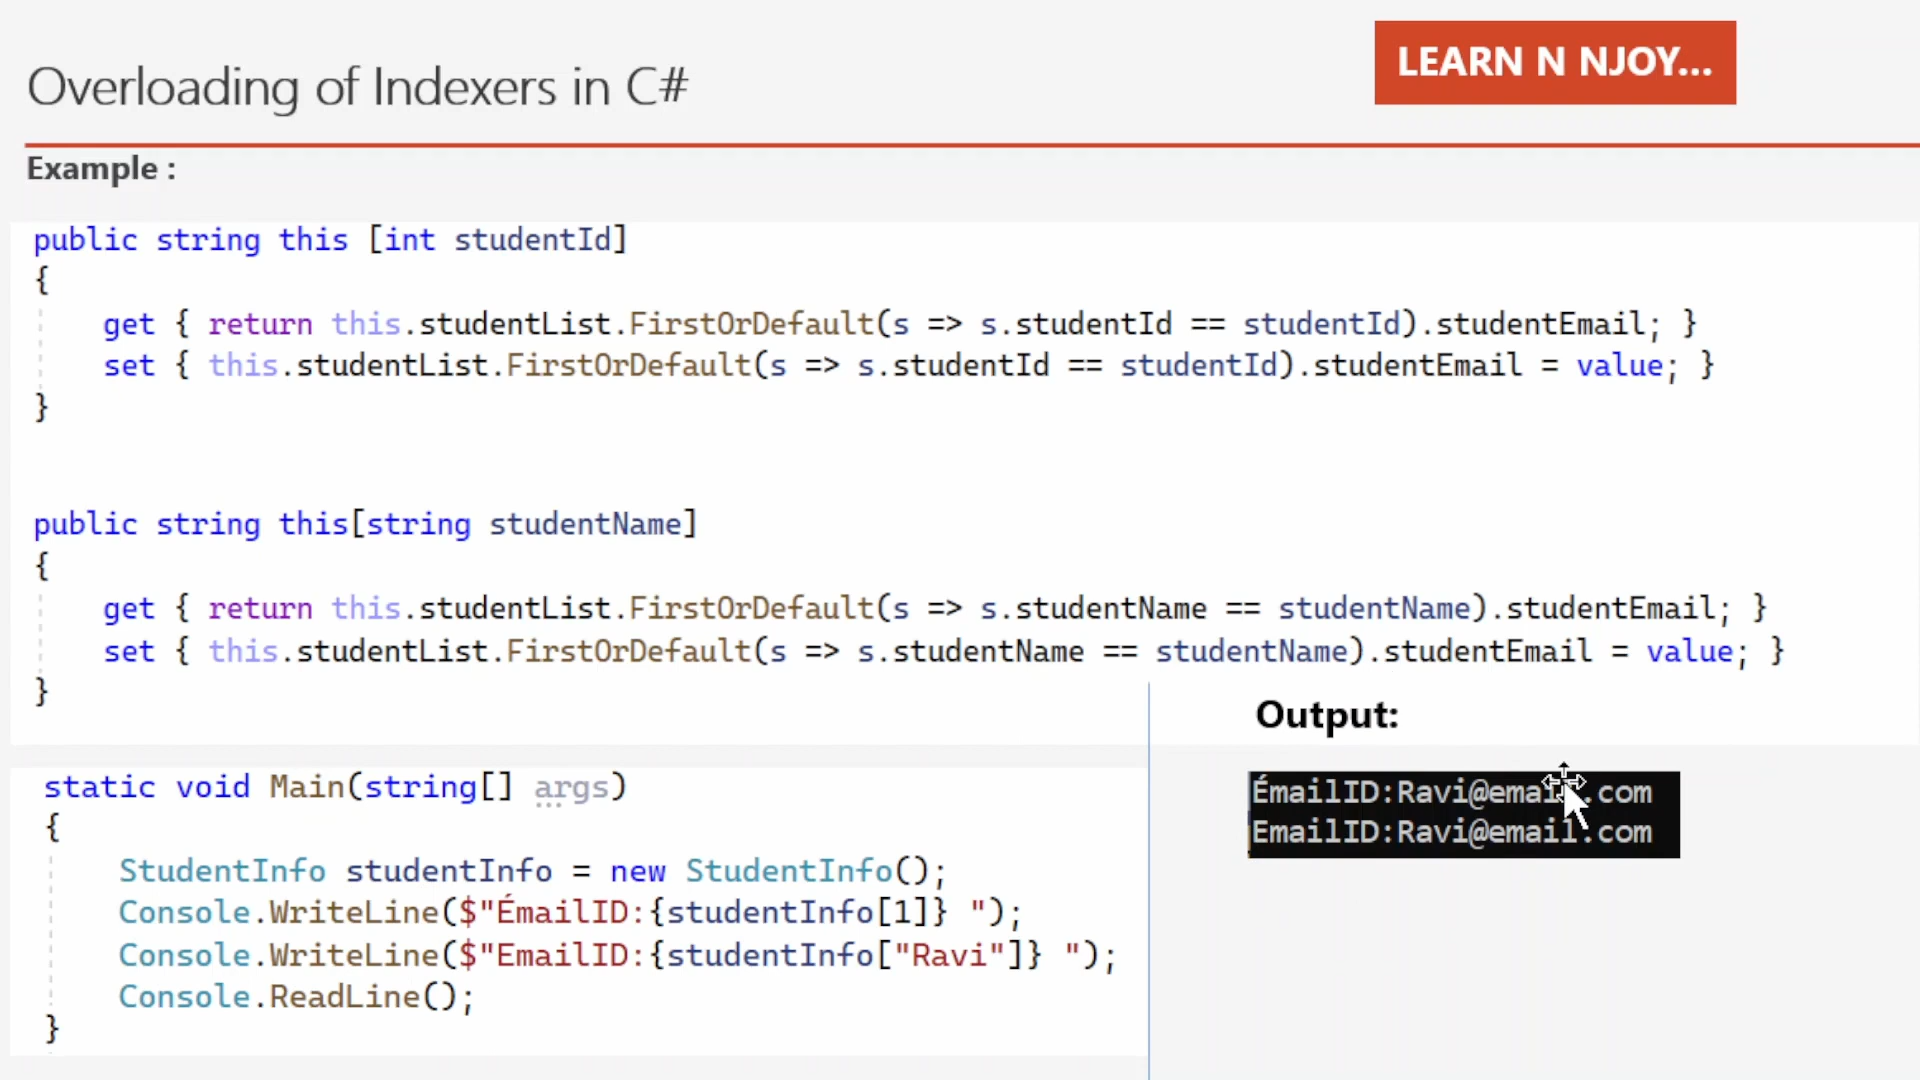 LEARN N NJOY...
Overloading of Indexers in C#
Example :
public string this [int studentId]
{
get { return this.studentList.FirstOrDefault(s => s.studentId == studentId).studentEmail; }
set { this.studentList.FirstOrDefault(s => s.studentId == studentId).studentEmail = value; }
}
public string this[string studentName]
{
get { return this.studentList.FirstOrDefault(s => s.studentName == studentName).studentEmail; }
set { this.studentList.FirstOrDefault(s => s.studentName == studentName).studentEmail = value; }
}
static void Main(string[] args)
{
StudentInfo studentInfo = new StudentInfo();
Console.WriteLine($"ÉmailID:{studentInfo[1]} ");
Console.WriteLine($"EmailID:{studentInfo["Ravi"]} ");
Console.ReadLine();
}
Output:
ÉmailID:Ravi@email.com
EmailID:Ravi@email.com